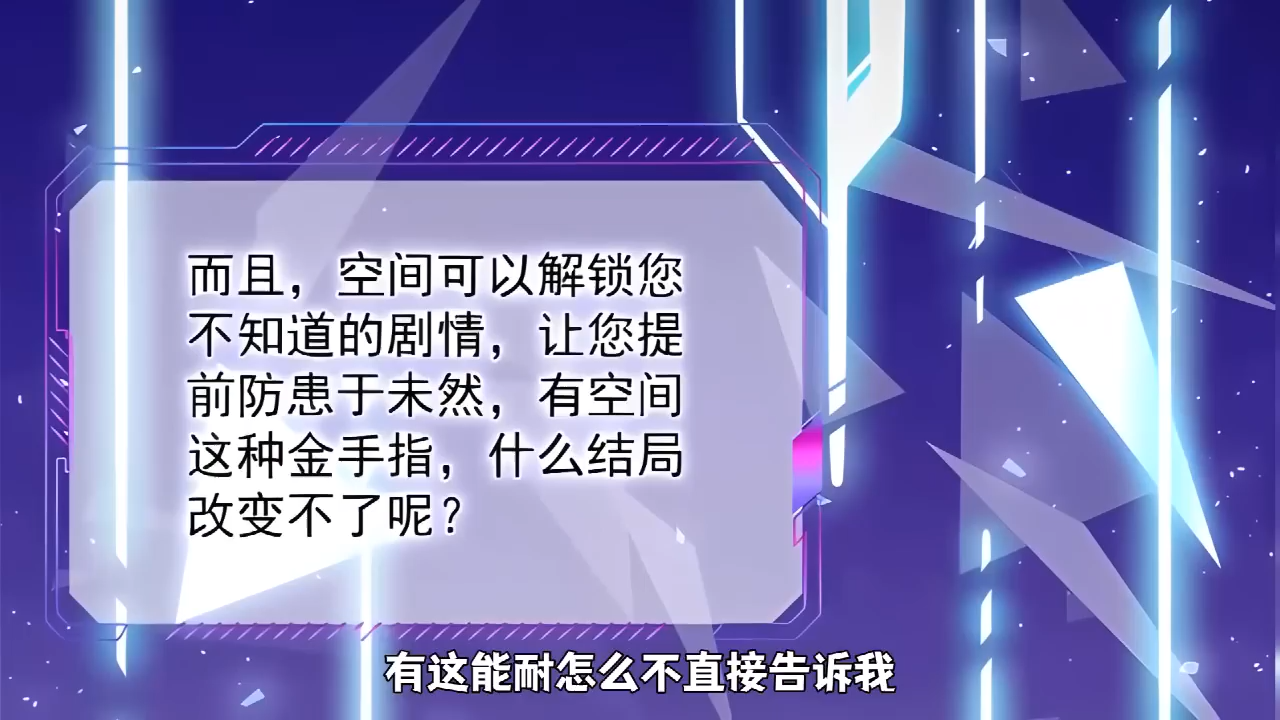 而且，空间可以解锁您
不知道的剧情，让您提
前防患于未然，有空间
这种金手指，什么结局
改变不了呢？
有这能耐怎么不直接告诉我